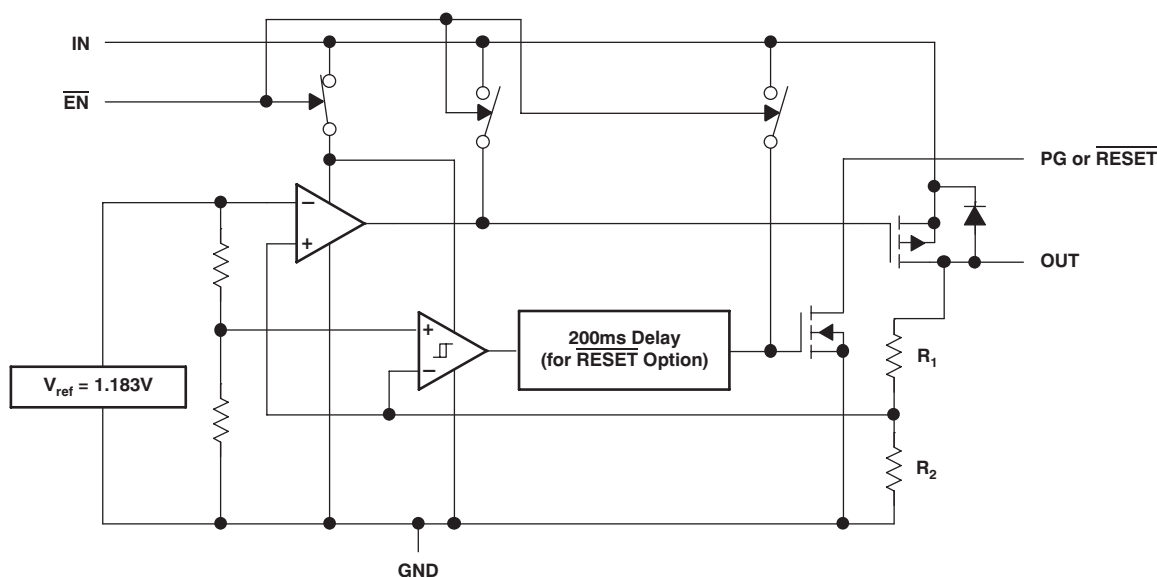 IN
EN
PG or RESET
−
+
OUT
+
−
200ms Delay
(for RESET Option)
R1
Vref = 1.183V
R2
GND